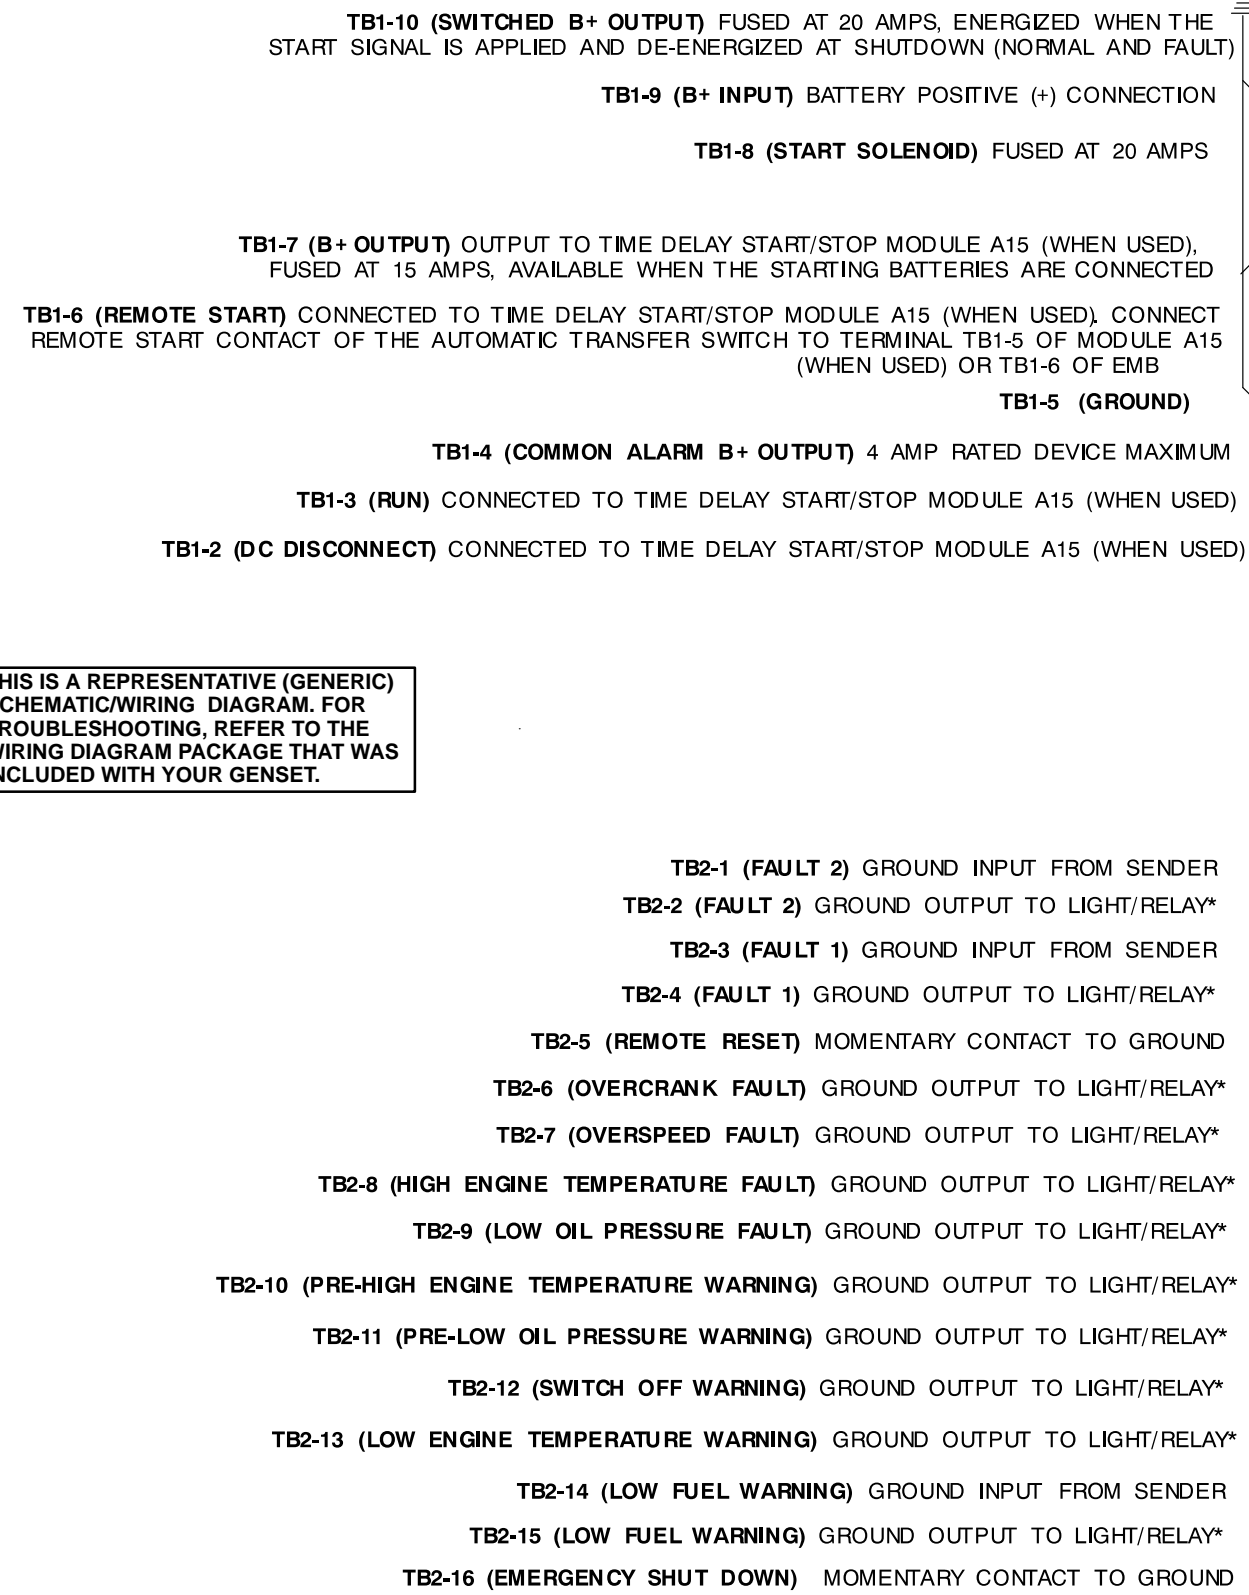 TB1-10 (SWITCHED B+ OUTPUT) FUSED AT 20 AMPS, ENERGIZED WHEN THE
START SIGNAL IS APPLIED AND DE-ENERGIZED AT SHUTDOWN (NORMAL AND FAULT)
TB1-9 (B+ INPUT) BATTERY POSITIVE (+) CONNECTION
TB1-8 (START SOLENOID) FUSED AT 20 AMPS
TB1-7 (B+ OUTPUT) OUTPUT TO TIME DELAY START/STOP MODULE A15 (WHEN USED),
FUSED AT 15 AMPS, AVAILABLE WHEN THE STARTING BATTERIES ARE CONNECTED
TB1-6 (REMOTE START) CONNECTED TO TIME DELAY START/STOP MODULE A15 (WHEN USED). CONNECT
REMOTE START CONTACT OF THE AUTOMATIC TRANSFER SWITCH TO TERMINAL TB1-5 OF MODULE A15
(WHEN USED) OR TB1-6 OF EMB
TB1-5 (GROUND)
TB1-4 (COMMON ALARM B+ OUTPUT) 4 AMP RATED DEVICE MAXIMUM
TB1-3 (RUN) CONNECTED TO TIME DELAY START/STOP MODULE A15 (WHEN USED)
TB1-2 (DC DISCONNECT) CONNECTED TO TIME DELAY START/STOP MODULE A15 (WHEN USED)
HIS IS A REPRESENTATIVE (GENERIC)
CHEMATIC/WIRING DIAGRAM. FOR
ROUBLESHOOTING, REFER TO THE
WIRING DIAGRAM PACKAGE THAT WAS
NCLUDED WITH YOUR GENSET.
TB2-1 (FAULT 2) GROUND INPUT FROM SENDER
TB2-2 (FAULT 2) GROUND OUTPUT TO LIGHT/RELAY*
TB2-3 (FAULT 1) GROUND INPUT FROM SENDER
TB2-4 (FAULT 1) GROUND OUTPUT TO LIGHT/RELAY*
TB2-5 (REMOTE RESET) MOMENTARY CONTACT TO GROUND
TB2-6 (OVERCRANK FAULT) GROUND OUTPUT TO LIGHT/RELAY*
TB2-7 (OVERSPEED FAULT) GROUND OUTPUT TO LIGHT/RELAY*
TB2-8 (HIGH ENGINE TEMPERATURE FAULT) GROUND OUTPUT TO LIGHT/RELAY*
TB2-9 (LOW OIL PRESSURE FAULT) GROUND OUTPUT TO LIGHT/RELAY*
TB2-10 (PRE-HIGH ENGINE TEMPERATURE WARNING) GROUND OUTPUT TO LIGHT/RELAY*
TB2-11 (PRE-LOW OIL PRESSURE WARNING) GROUND OUTPUT TO LIGHT/RELAY*
TB2-12 (SWITCH OFF WARNING) GROUND OUTPUT TO LIGHT/RELAY*
TB2-13 (LOW ENGINE TEMPERATURE WARNING) GROUND OUTPUT TO LIGHT/RELAY*
TB2-14 (LOW FUEL WARNING) GROUND INPUT FROM SENDER
TB2-15 (LOW FUEL WARNING) GROUND OUTPUT TO LIGHT/RELAY*
TB2-16 (EMERGENCY SHUT DOWN) MOMENTARY CONTACT TO GROUND